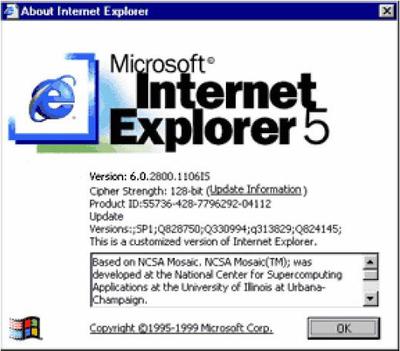 About Internet Explorer
Microsoft®
Internet
Explorer 5
Version: 6.0.2800.1106IS
Cipher Strength: 128-bit (Update Information)
Product ID:55736-428-7796292-04112
Update
Versions:;SP1;Q828750;Q330994;q313829;Q824145;
This is a customized version of Internet Explorer.
Based on NCSA Mosaic. NCSA Mosaic(TM); was
developed at the National Center for Supercomputing
Applications at the University of Illinois at Urbana-
Champaign.
Copyright ©1995-1999 Microsoft Corp.
OK